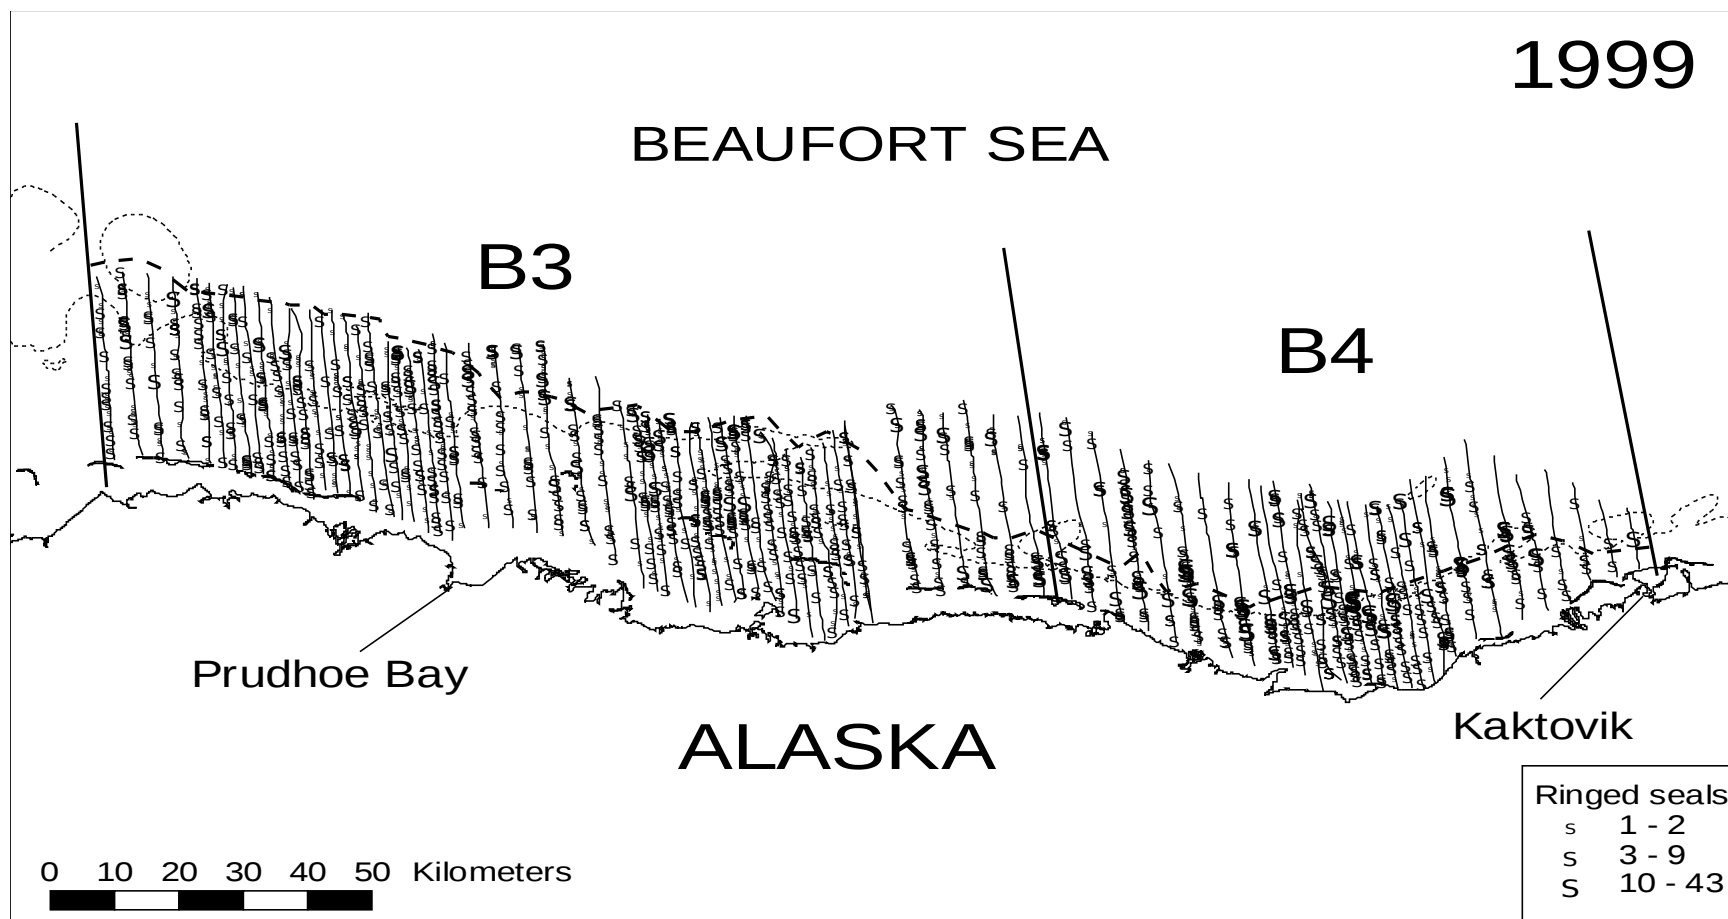 1999
BEAUFORT SEA
B3
B4
Prudhoe Bay
Kaktovik
ALASKA
Ringed seals
s 1 - 2
s 3 - 9
S 10 - 43
0 10 20 30 40 50 Kilometers